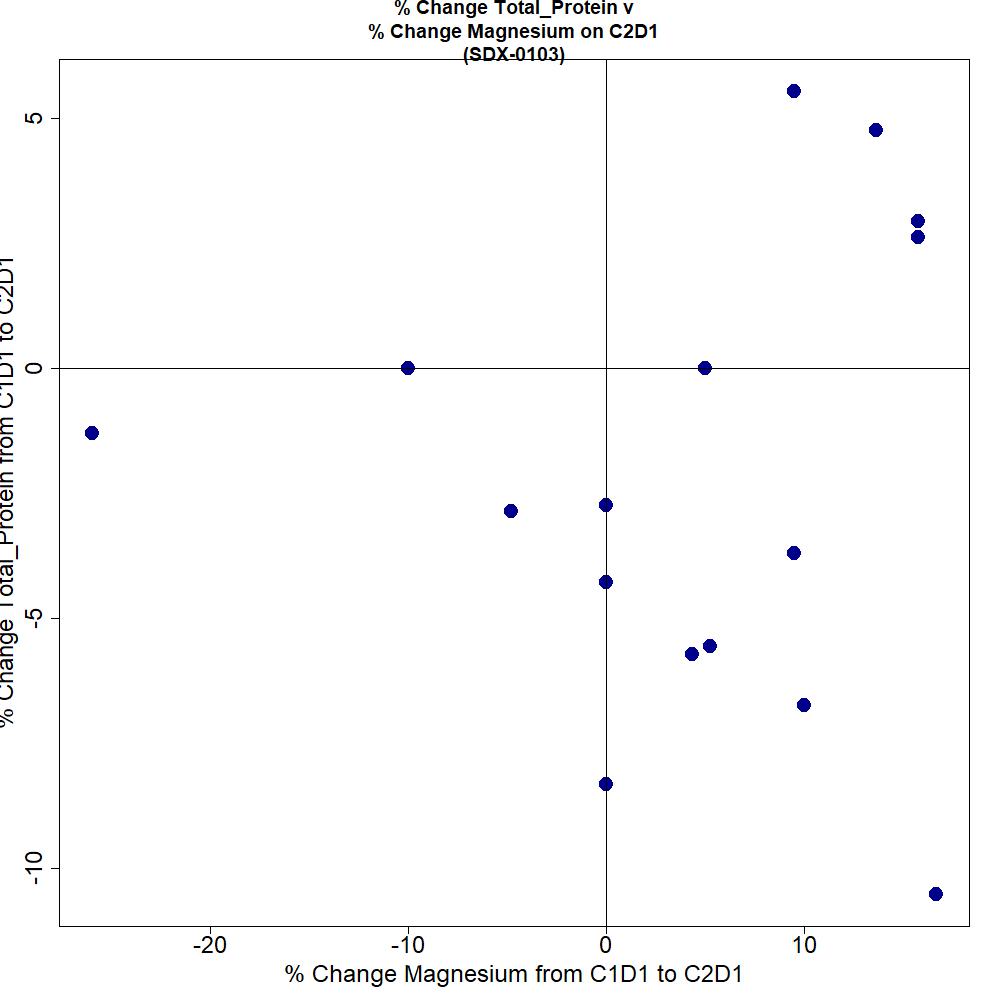 % Change Total_Protein v
% Change Magnesium on C2D1
(SDX-0103)
% Change Total_Protein from C1D1 to C2D1
5
0
-5
-10
-20
-10
0
10
% Change Magnesium from C1D1 to C2D1